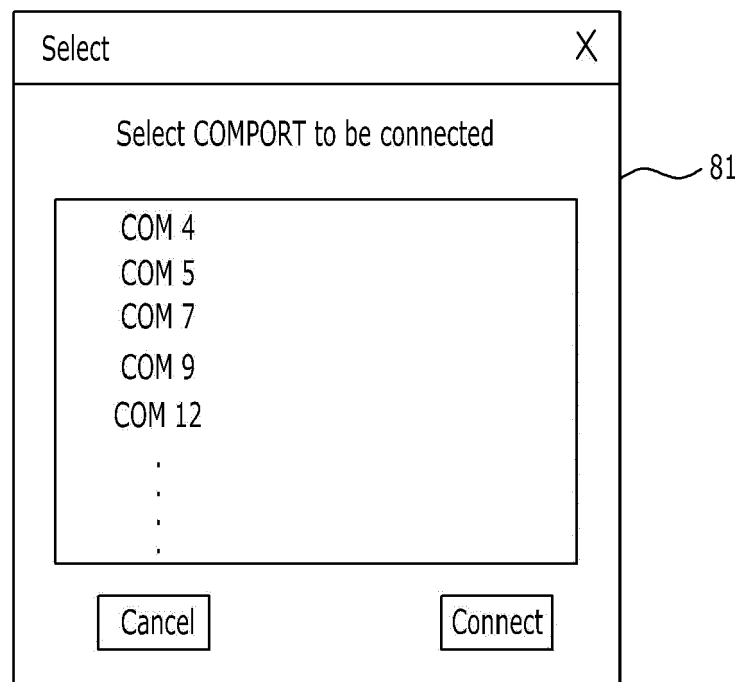 Select X
Select COMPORT to be connected
81
COM 4
COM 5
COM 7
COM 9
COM 12
.
.
.
.
Cancel Connect